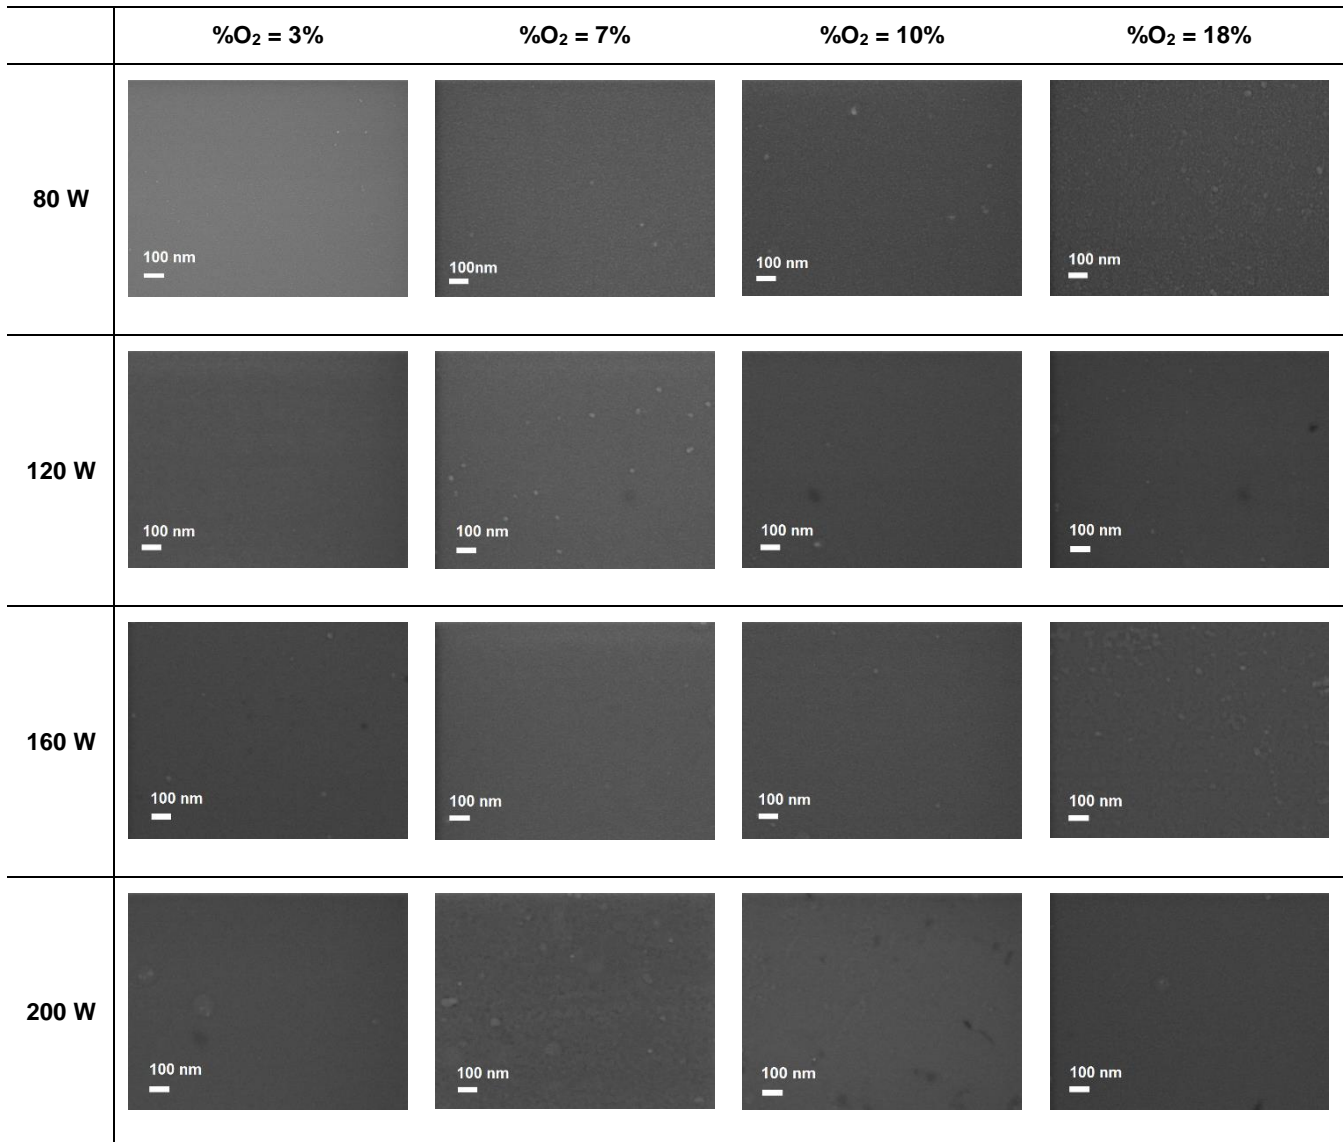 %O₂ = 3% %O₂ = 7% %O₂ = 10% %O₂ = 18%
80 W
100 nm 100nm 100 nm 100 nm
120 W
100 nm 100 nm 100 nm 100 nm
160 W
100 nm 100 nm 100 nm 100 nm
200 W
100 nm 100 nm 100 nm 100 nm